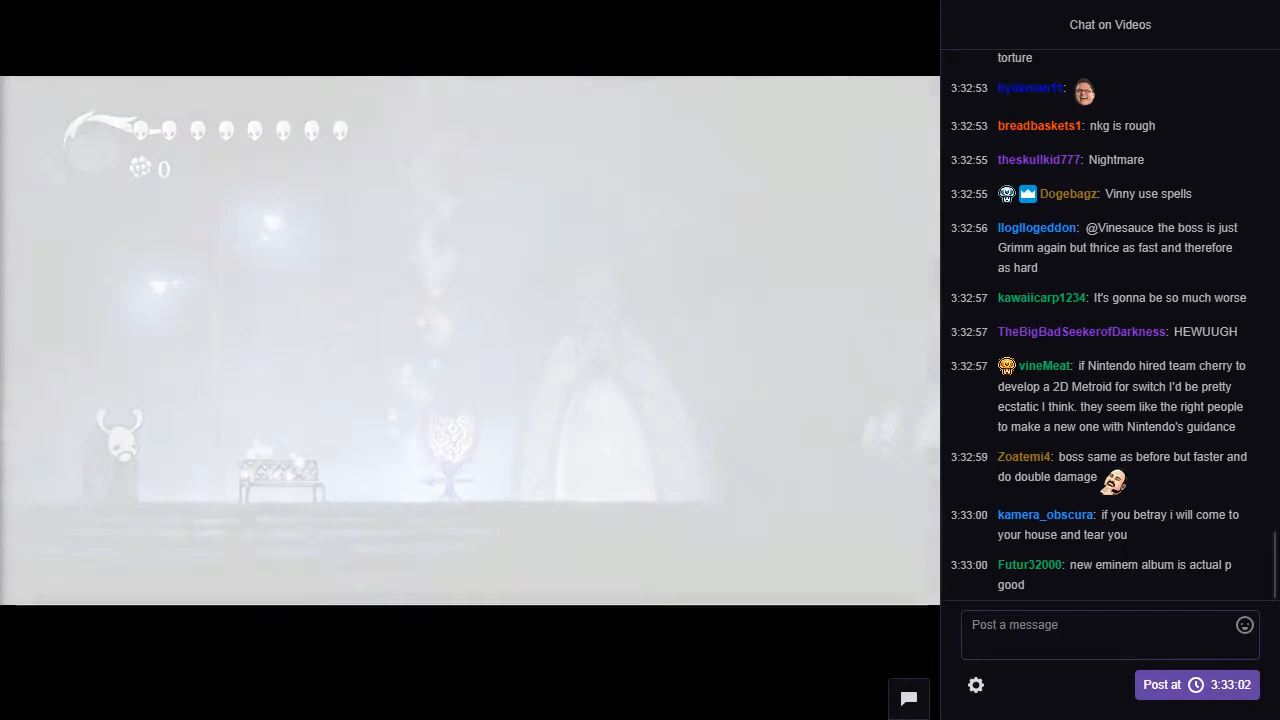 Chat on Videos
torture
3:32:53 hydeman11:
3:32:53 breadbaskets1: nkg is rough
3:32:55 theskullkid777: Nightmare
3:32:55 Dogebagz: Vinny use spells
3:32:56 llogllogeddon: @Vinesauce the boss is just
Grimm again but thrice as fast and therefore
as hard
3:32:57 kawaiicarp1234: It's gonna be so much worse
3:32:57 TheBigBadSeekerofDarkness: HEWUUGH
3:32:57 vineMeat: if Nintendo hired team cherry to
develop a 2D Metroid for switch I'd be pretty
ecstatic I think. they seem like the right people
to make a new one with Nintendo's guidance
3:32:59 Zoatemi4: boss same as before but faster and
do double damage
3:33:00 kamera_obscura: if you betray i will come to
your house and tear you
3:33:00 Futur32000: new eminem album is actual p
good
Post a message
Post at 3:33:02
0